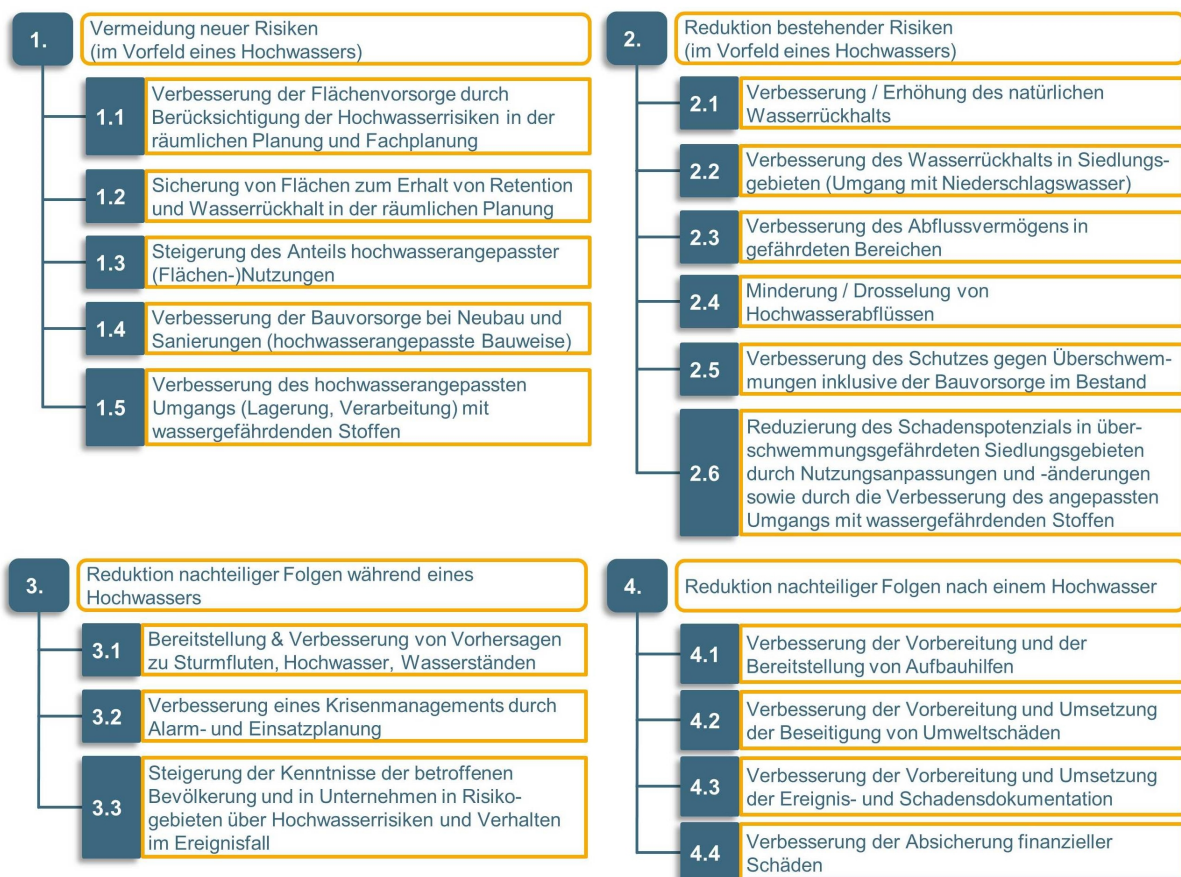 1.
Vermeidung neuer Risiken
(im Vorfeld eines Hochwassers)
1.1
Verbesserung der Flächenvorsorge durch
Berücksichtigung der Hochwasserrisiken in der
räumlichen Planung und Fachplanung
1.2
Sicherung von Flächen zum Erhalt von Retention
und Wasserrückhalt in der räumlichen Planung
1.3
Steigerung des Anteils hochwasserangepasster
(Flächen-)Nutzungen
1.4
Verbesserung der Bauvorsorge bei Neubau und
Sanierungen (hochwasserangepasste Bauweise)
1.5
Verbesserung des hochwasserangepassten
Umgangs (Lagerung, Verarbeitung) mit
wassergefährdenden Stoffen
2.
Reduktion bestehender Risiken
(im Vorfeld eines Hochwassers)
2.1
Verbesserung / Erhöhung des natürlichen
Wasserrückhalts
2.2
Verbesserung des Wasserrückhalts in Siedlungs-
gebieten (Umgang mit Niederschlagswasser)
2.3
Verbesserung des Abflussvermögens in
gefährdeten Bereichen
2.4
Minderung / Drosselung von
Hochwasserabflüssen
2.5
Verbesserung des Schutzes gegen Überschwem-
mungen inklusive der Bauvorsorge im Bestand
2.6
Reduzierung des Schadenspotenzials in über-
schwemmungsgefährdeten Siedlungsgebieten
durch Nutzungsanpassungen und -änderungen
sowie durch die Verbesserung des angepassten
Umgangs mit wassergefährdenden Stoffen
3.
Reduktion nachteiliger Folgen während eines
Hochwassers
3.1
Bereitstellung & Verbesserung von Vorhersagen
zu Sturmfluten, Hochwasser, Wasserständen
3.2
Verbesserung eines Krisenmanagements durch
Alarm- und Einsatzplanung
3.3
Steigerung der Kenntnisse der betroffenen
Bevölkerung und in Unternehmen in Risiko-
gebieten über Hochwasserrisiken und Verhalten
im Ereignisfall
4.
Reduktion nachteiliger Folgen nach einem Hochwasser
4.1
Verbesserung der Vorbereitung und der
Bereitstellung von Aufbauhilfen
4.2
Verbesserung der Vorbereitung und Umsetzung
der Beseitigung von Umweltschäden
4.3
Verbesserung der Vorbereitung und Umsetzung
der Ereignis- und Schadensdokumentation
4.4
Verbesserung der Absicherung finanzieller
Schäden